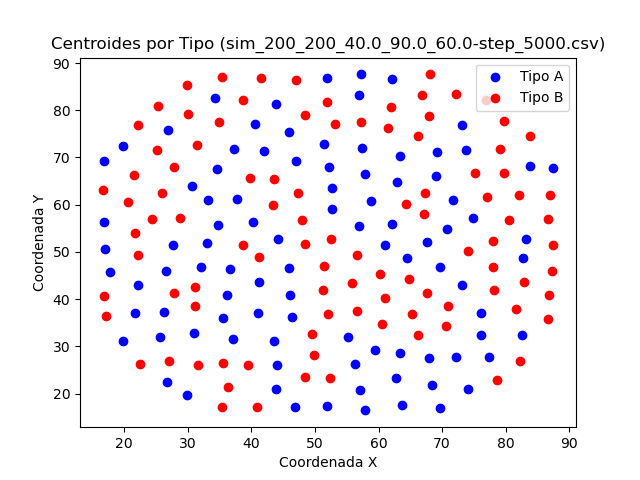 Centroides por Tipo (sim_200_200_40.0_90.0_60.0-step_5000.csv)
Tipo A
Tipo B
90
80
70
60
50
40
30
20
Coordenada Y
20 30 40 50 60 70 80 90
Coordenada X